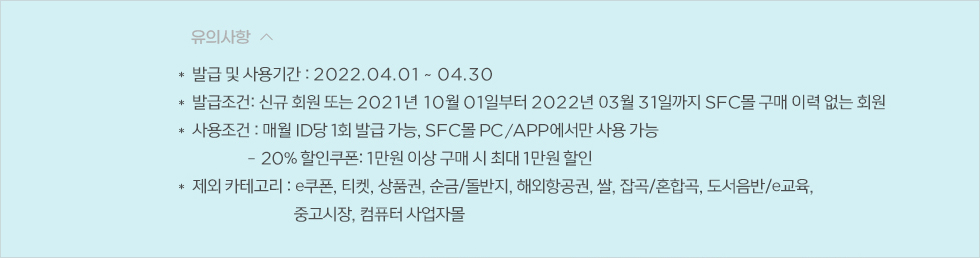 유의사항
* 발급 및 사용기간 : 2022.04.01 ~ 04.30
* 발급조건: 신규 회원 또는 2021년 10월 01일부터 2022년 03월 31일까지 SFC몰 구매 이력 없는 회원
* 사용조건 : 매월 ID당 1회 발급 가능, SFC몰 PC/APP에서만 사용 가능
- 20% 할인쿠폰: 1만원 이상 구매 시 최대 1만원 할인
* 제외 카테고리 : e쿠폰, 티켓, 상품권, 순금/돌반지, 해외항공권, 쌀, 잡곡/혼합곡, 도서음반/e교육,
중고시장, 컴퓨터 사업자몰